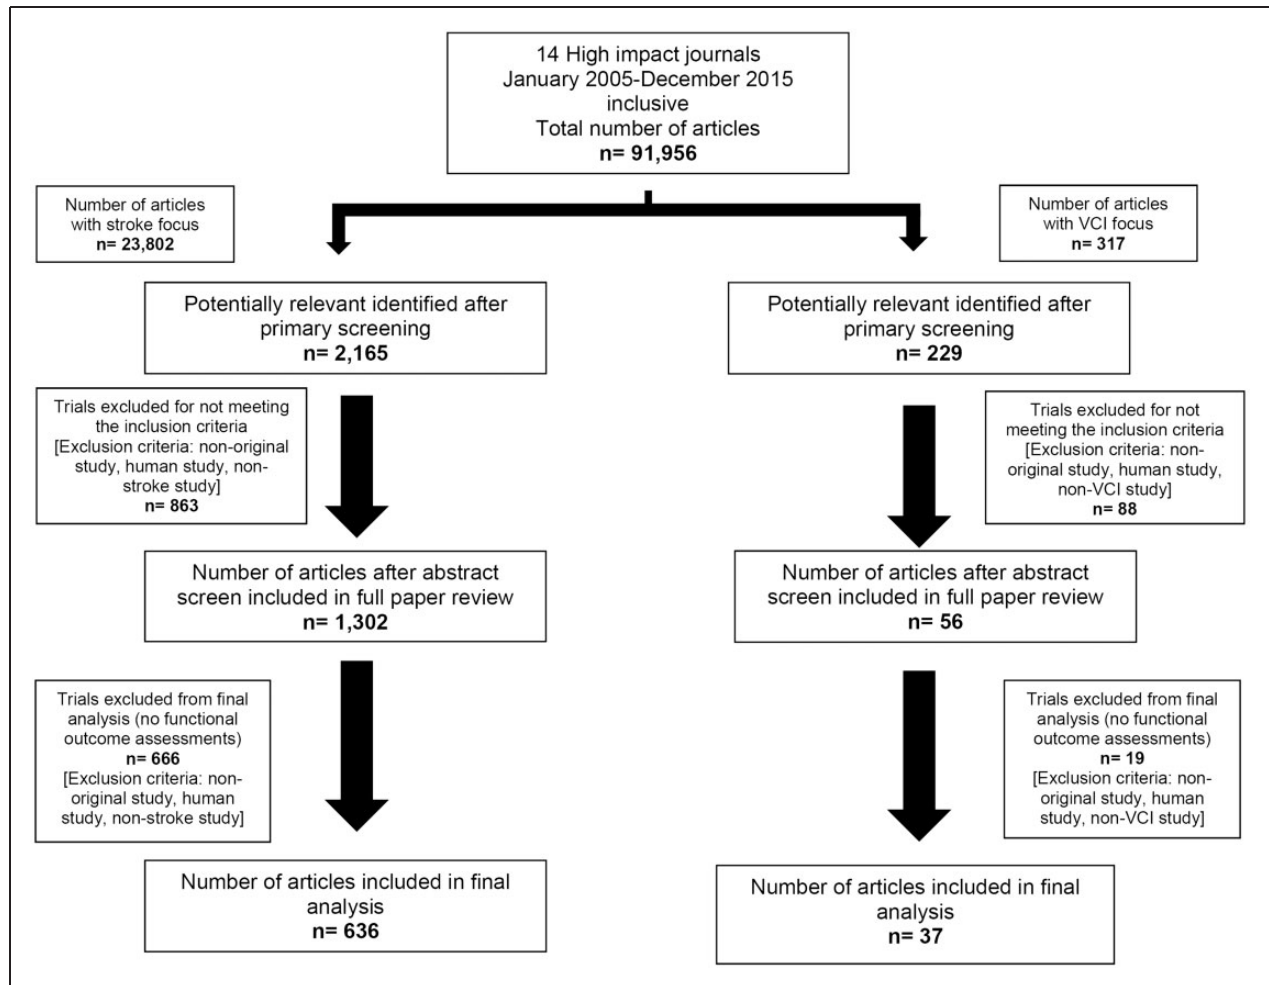 14 High impact journals
January 2005-December 2015
inclusive
Total number of articles
n= 91,956
Number of articles
with stroke focus
n= 23,802
Number of articles
with VCI focus
n= 317
Potentially relevant identified after
primary screening
n= 2,165
Potentially relevant identified after
primary screening
n= 229
Trials excluded for not meeting
the inclusion criteria
[Exclusion criteria: non-original
study, human study, non-
stroke study]
n= 863
Trials excluded for not
meeting the inclusion criteria
[Exclusion criteria: non-
original study, human study,
non-VCI study]
n= 88
Number of articles after abstract
screen included in full paper review
n= 1,302
Number of articles after abstract
screen included in full paper review
n= 56
Trials excluded from final
analysis (no functional
outcome assessments)
n= 666
[Exclusion criteria: non-
original study, human
study, non-stroke study]
Trials excluded from final
analysis (no functional
outcome assessments)
n= 19
[Exclusion criteria: non-
original study, human
study, non-VCI study]
Number of articles included in final
analysis
n= 636
Number of articles included in final
analysis
n= 37